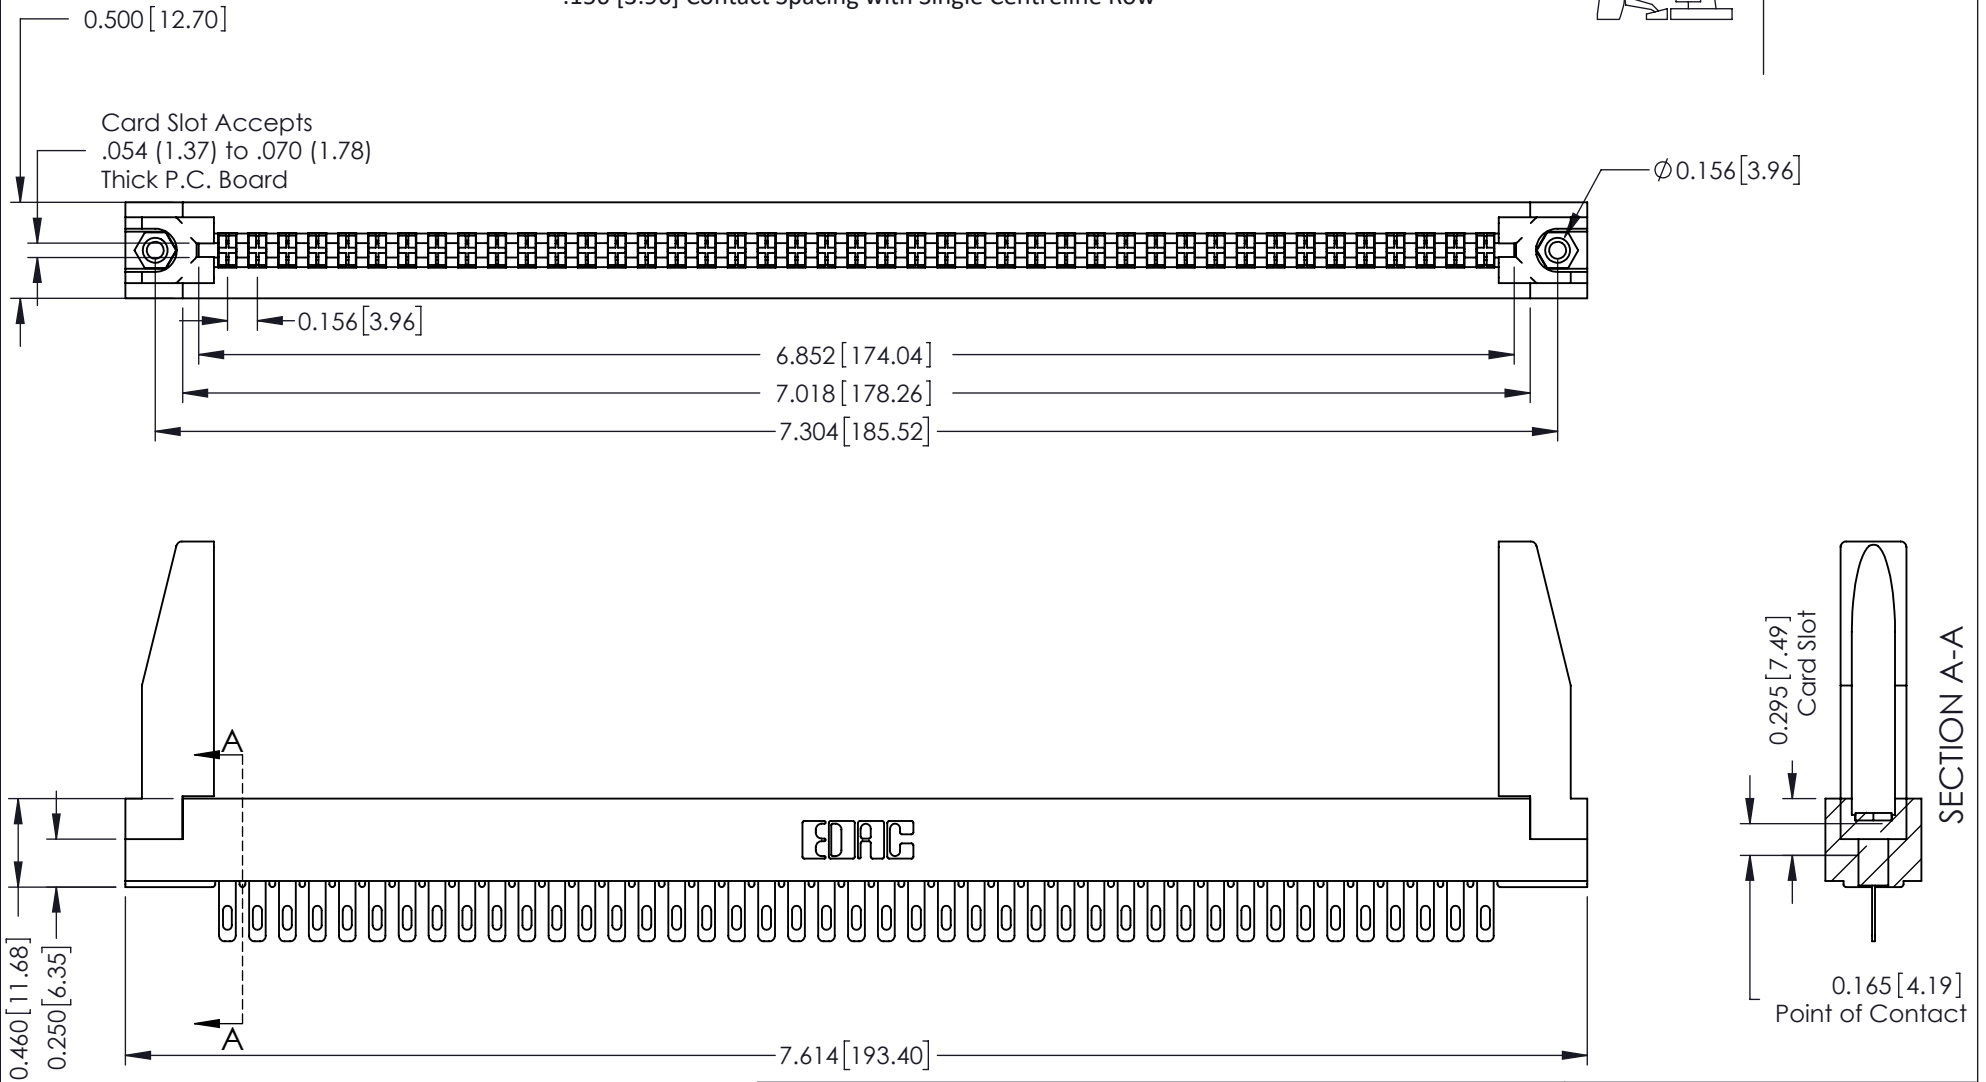 .156 [3.96] Contact Spacing with Single Centreline Row
0.500 [12.70]
Card Slot Accepts
.054 (1.37) to .070 (1.78)
Thick P.C. Board
Ø0.156[3.96]
0.156[3.96]
6.852[174.04]
7.018[178.26]
7.304[185.52]
A
A
EDAC
0.460[11.68]
0.250[6.35]
7.614[193.40]
0.295[7.49]
Card Slot
SECTION A-A
0.165[4.19]
Point of Contact